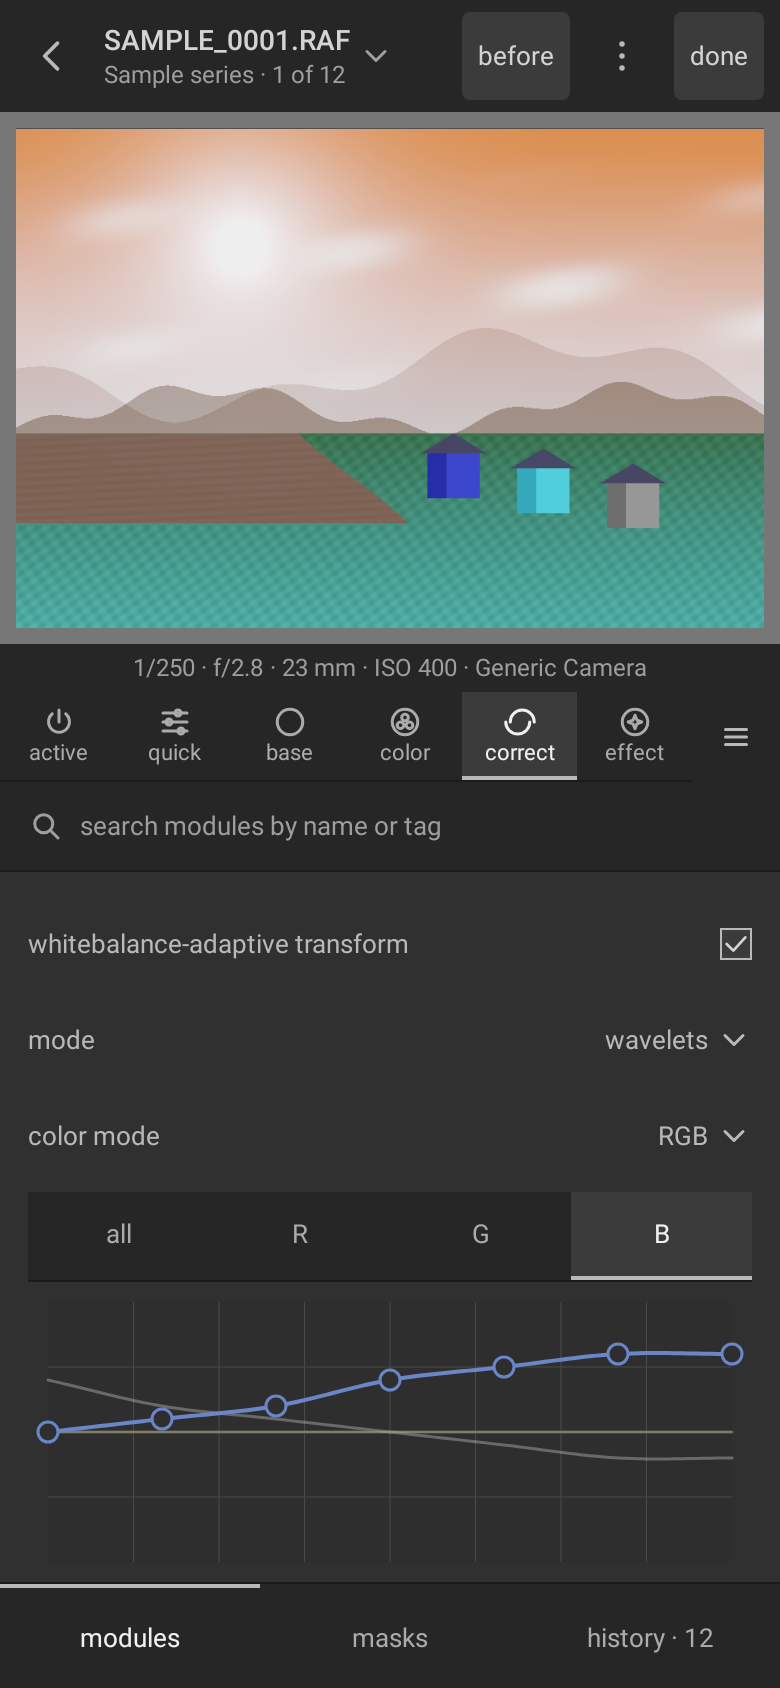 SAMPLE_0001.RAF
Sample series · 1 of 12
before
done
1/250 · f/2.8 · 23 mm · ISO 400 · Generic Camera
active
quick
base
color
correct
effect
search modules by name or tag
whitebalance-adaptive transform
mode
wavelets
color mode
RGB
all
R
G
B
modules
masks
history · 12